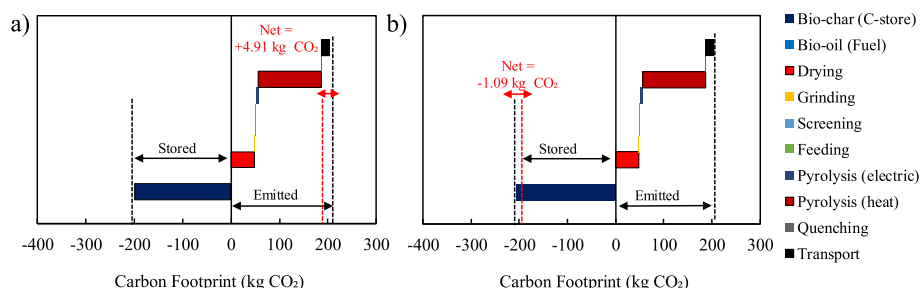 a)
Net =
+4.91 kg CO₂
Stored
Emitted
-400 -300 -200 -100 0 100 200 300
Carbon Footprint (kg CO₂)
b)
Net =
-1.09 kg CO₂
Stored
Emitted
-400 -300 -200 -100 0 100 200 300
Carbon Footprint (kg CO₂)
Bio-char (C-store)
Bio-oil (Fuel)
Drying
Grinding
Screening
Feeding
Pyrolysis (electric)
Pyrolysis (heat)
Quenching
Transport